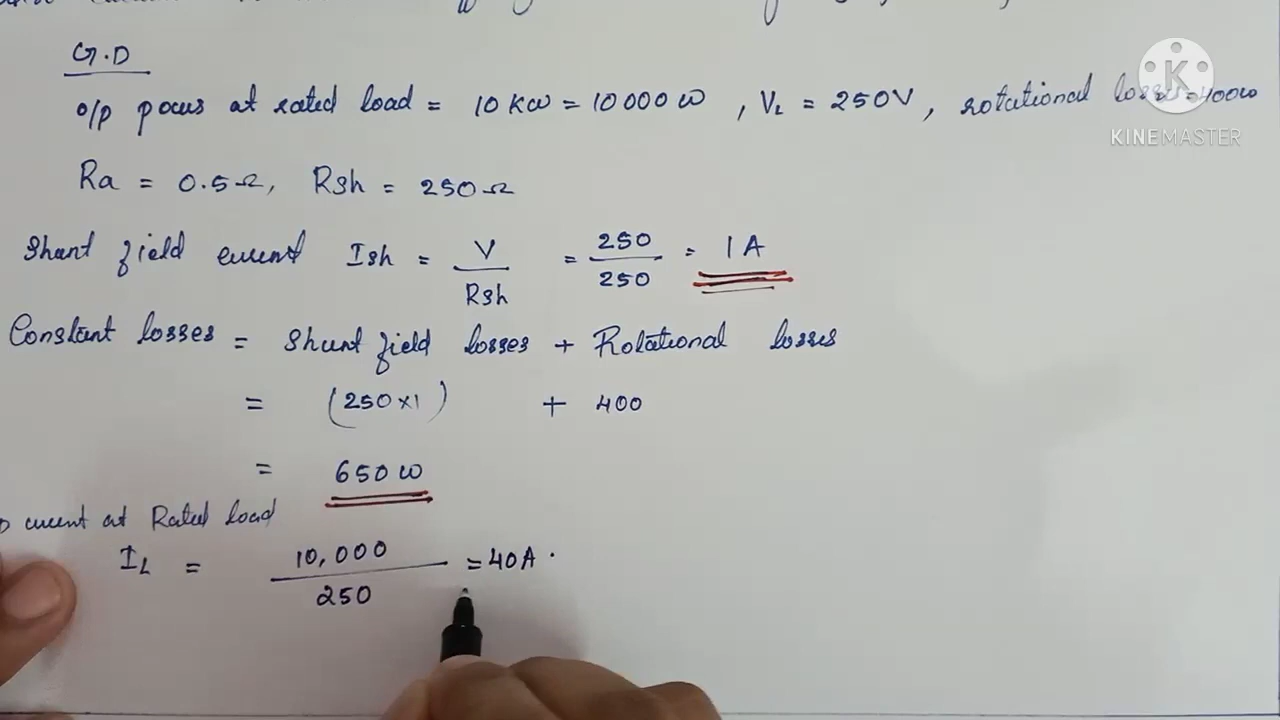 G.D
o/p power at rated load = 10 KW = 10000 W , VL = 250V , rotational losses = 400W
KINEMASTER
Ra = 0.5Ω, Rsh = 250Ω
Shunt field current Ish = V / Rsh = 250 / 250 = 1A
Constant losses = Shunt field losses + Rotational losses
= (250×1) + 400
= 650 W
current at Rated load
IL = 10,000 / 250 = 40A.